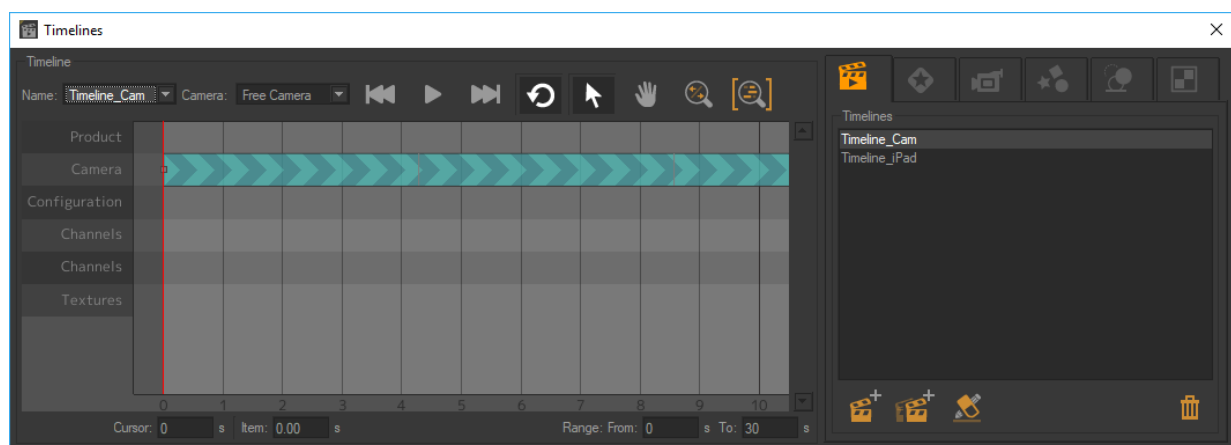 Timelines
Timeline
Name: Timeline_Cam Camera: Free Camera
Product
Camera
Configuration
Channels
Channels
Textures
0 1 2 3 4 5 6 7 8 9 10
Cursor: 0 s Item: 0.00 s Range: From: 0 s To: 30 s
Timelines
Timeline_Cam
Timeline_iPad